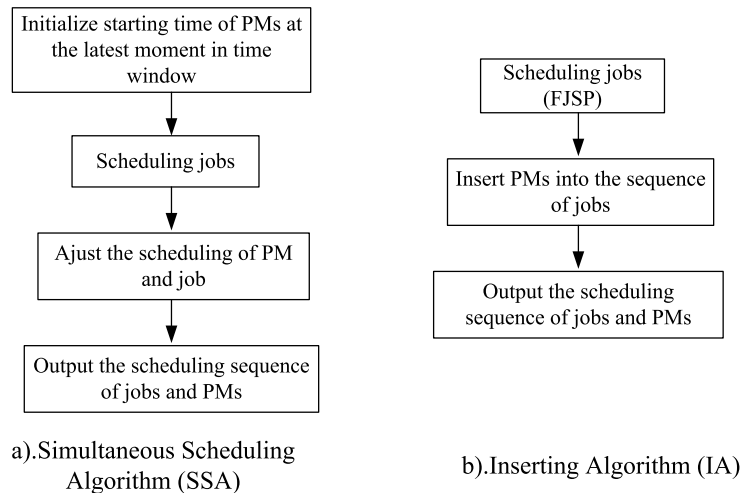 Initialize starting time of PMs at
the latest moment in time
window
Scheduling jobs
Ajust the scheduling of PM
and job
Output the scheduling sequence
of jobs and PMs
a).Simultaneous Scheduling
Algorithm (SSA)
Scheduling jobs
(FJSP)
Insert PMs into the sequence
of jobs
Output the scheduling
sequence of jobs and PMs
b).Inserting Algorithm (IA)